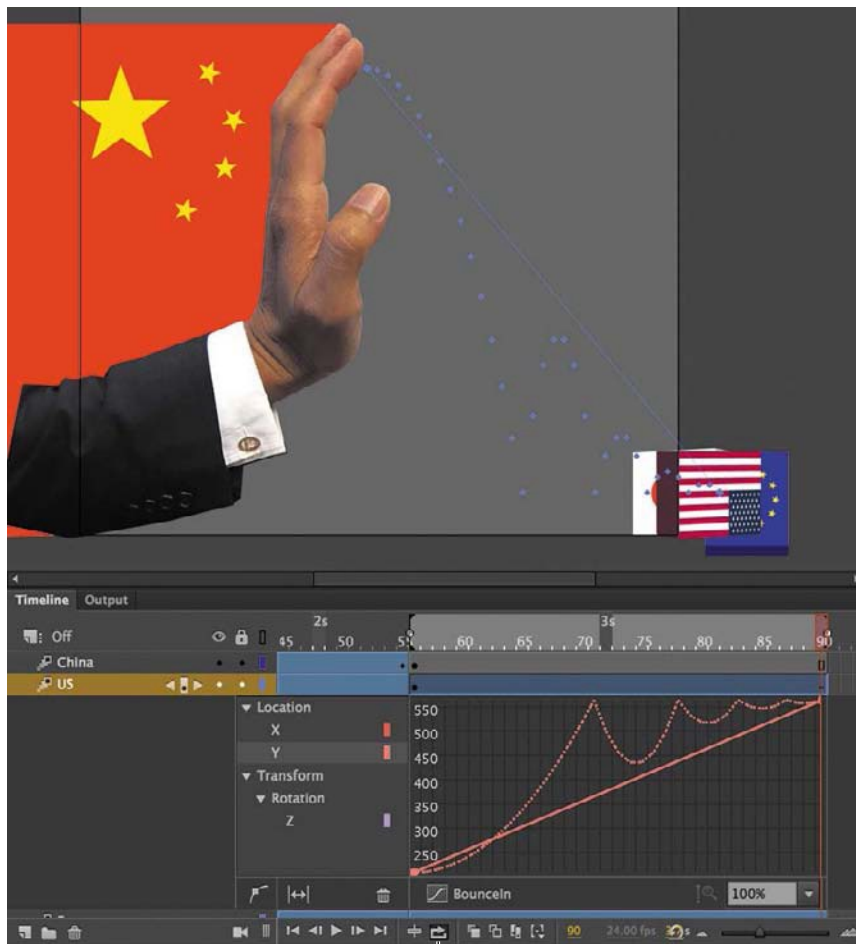 Timeline Output
2s 3s
Off
45 50 55 60 65 70 75 80 85 90
China
US
Location
X
Y
Transform
Rotation
Z
550
500
450
400
350
300
250
BounceIn
100%
90 24.00 fps